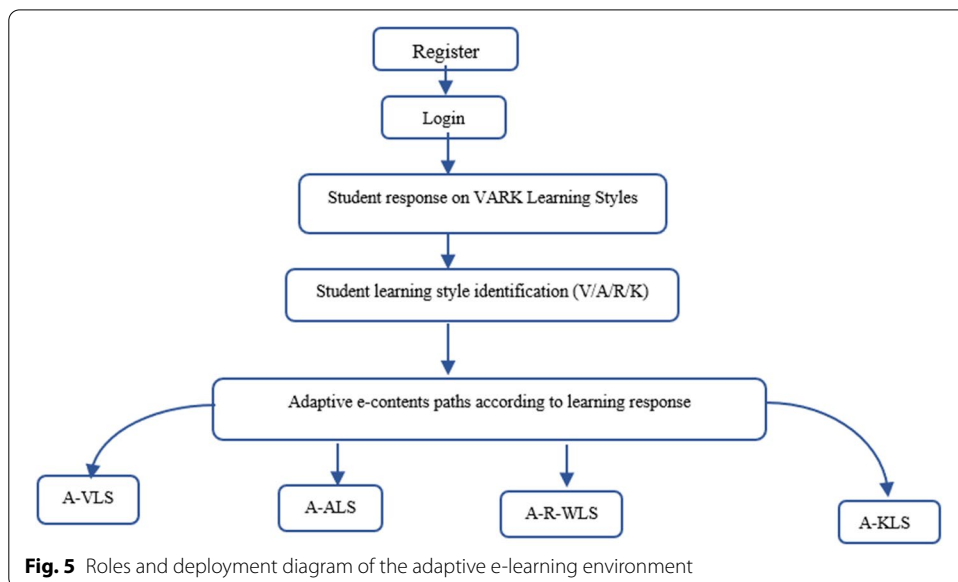 Register
Login
Student response on VARK Learning Styles
Student learning style identification (V/A/R/K)
Adaptive e-contents paths according to learning response
A-VLS
A-ALS
A-R-WLS
A-KLS
Fig. 5 Roles and deployment diagram of the adaptive e-learning environment